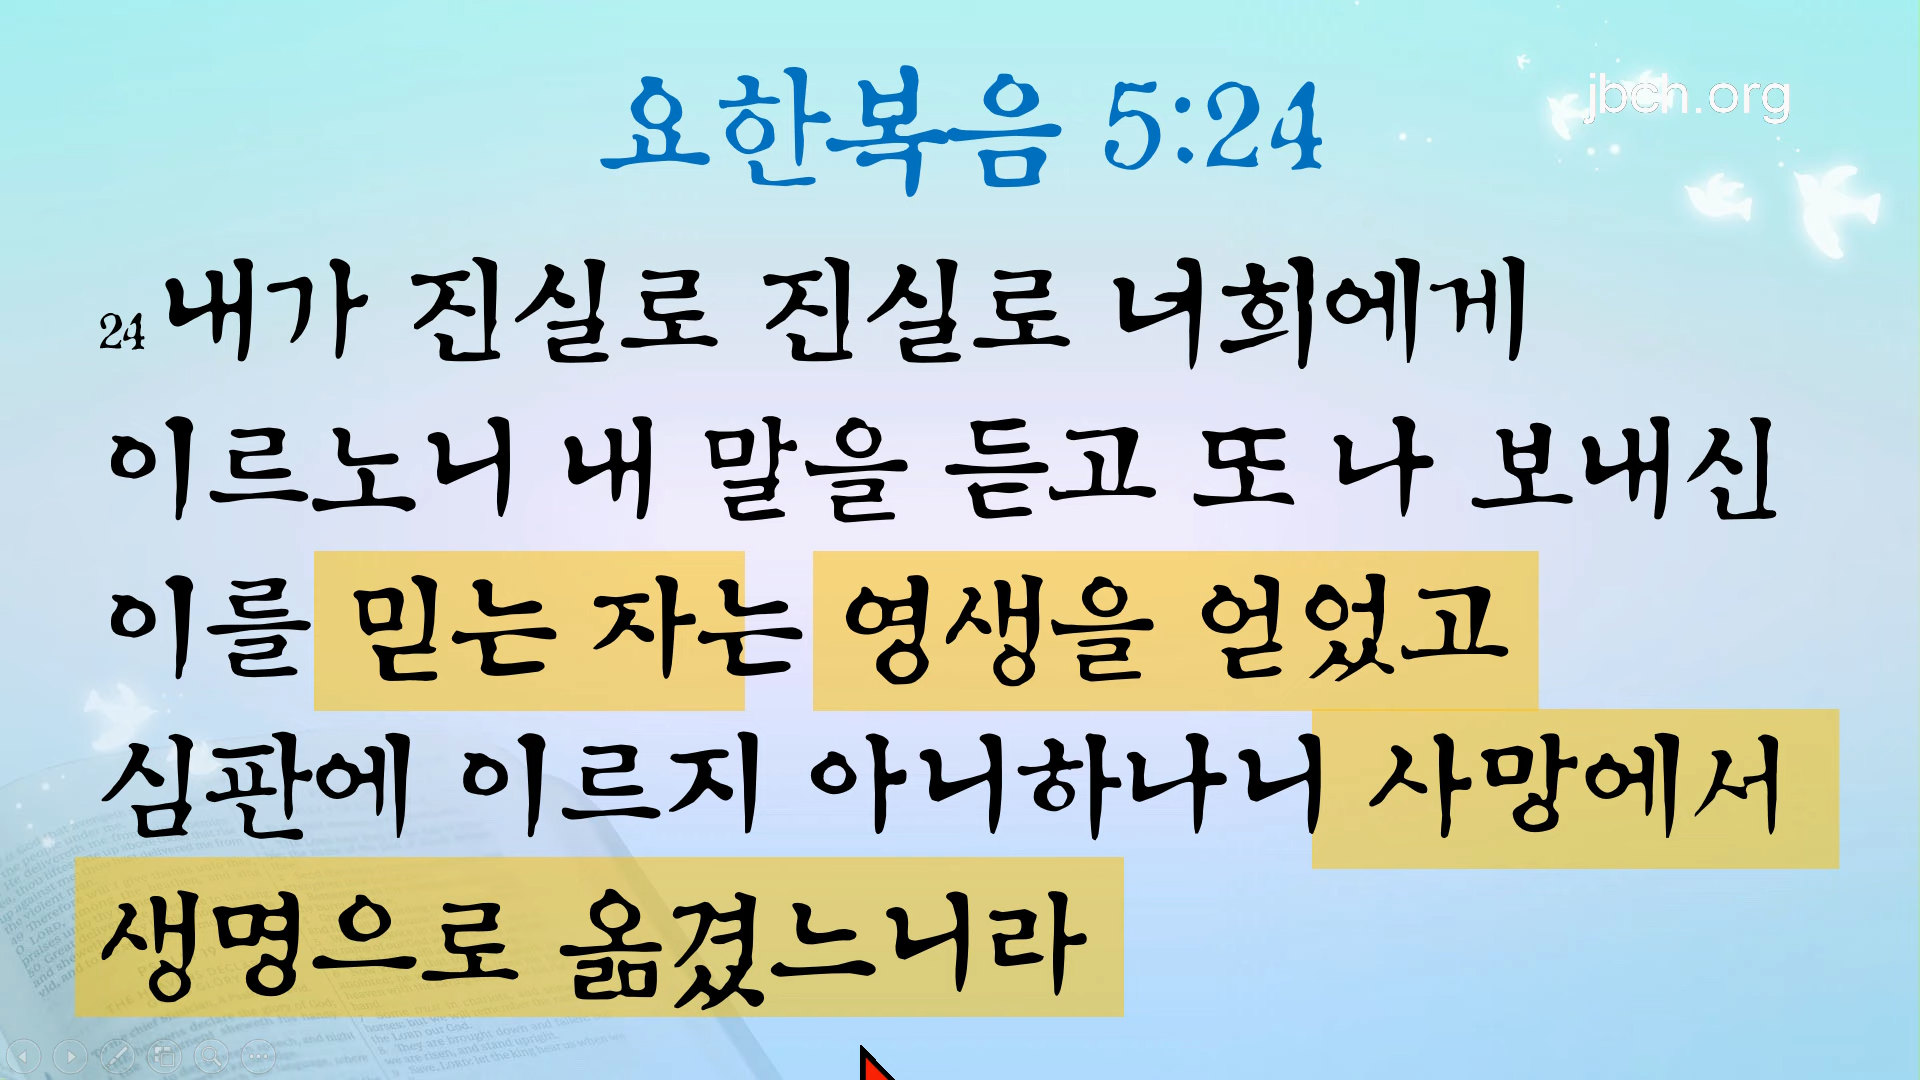 요한복음 5:24
jbch.org
24 내가 진실로 진실로 너희에게
이르노니 내 말을 듣고 또 나 보내신
이를 믿는 자는 영생을 얻었고
심판에 이르지 아니하나니 사망에서
생명으로 옮겼느니라